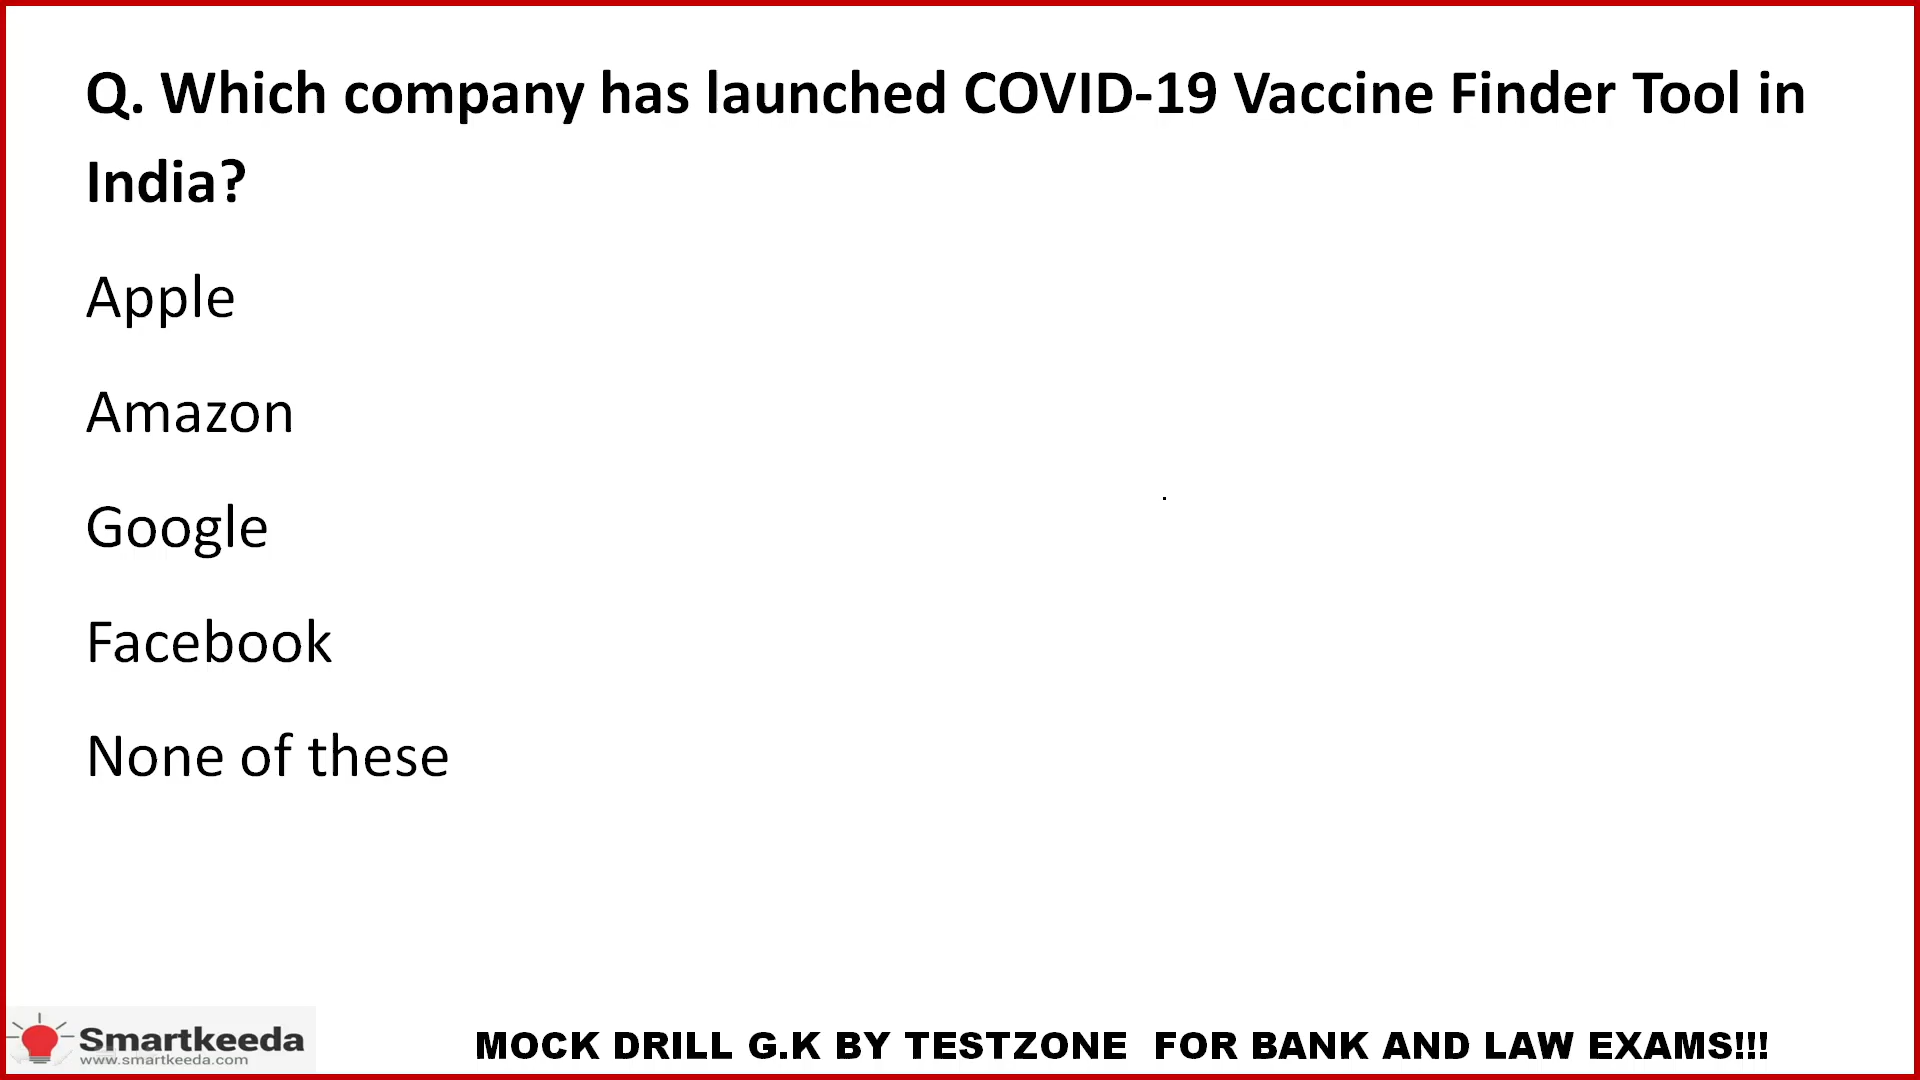 Q. Which company has launched COVID-19 Vaccine Finder Tool in
India?
Apple
Amazon
Google
Facebook
None of these
Smartkeeda
www.smartkeeda.com
MOCK DRILL G.K BY TESTZONE FOR BANK AND LAW EXAMS!!!